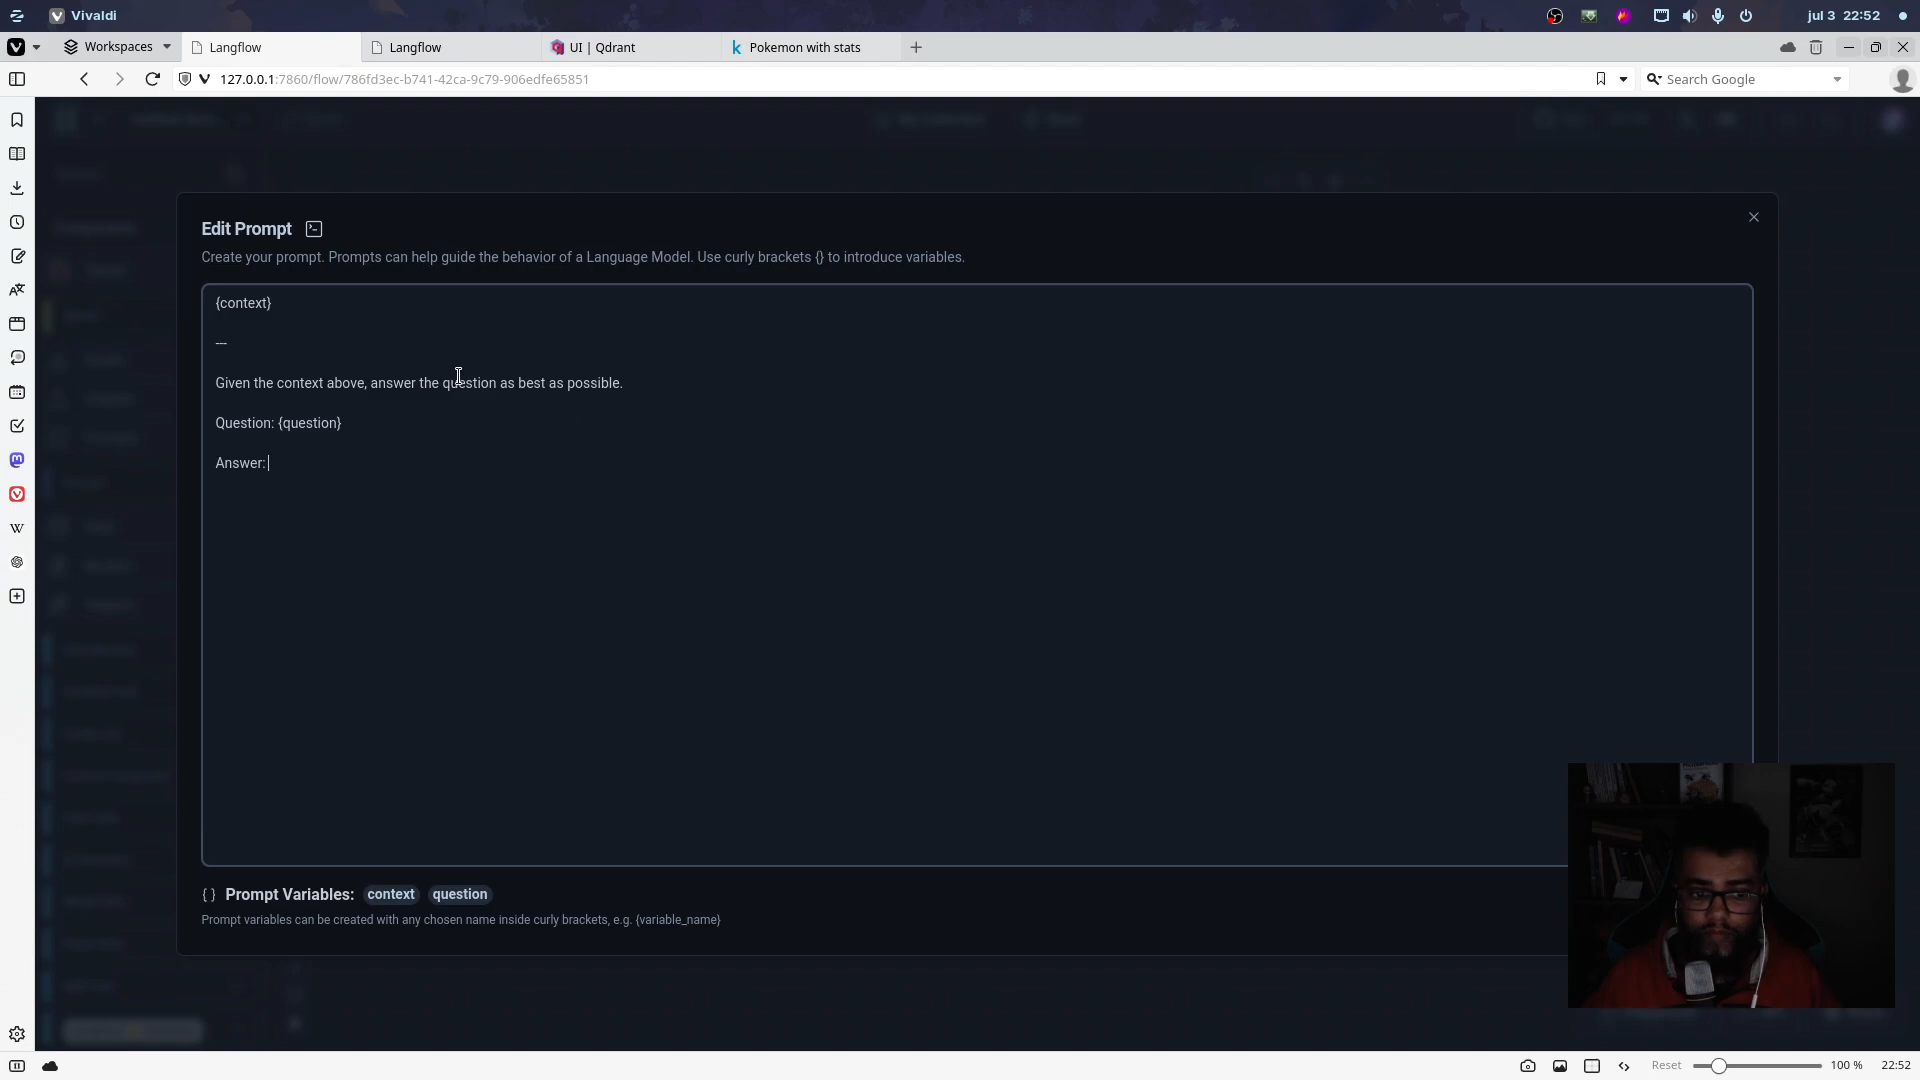 Vivaldi
jul 3 22:52
Workspaces
Langflow
Langflow
UI | Qdrant
Pokemon with stats
127.0.0.1:7860/flow/786fd3ec-b741-42ca-9c79-906edfe65851
Search Google
Edit Prompt
Create your prompt. Prompts can help guide the behavior of a Language Model. Use curly brackets {} to introduce variables.
{context}
---
Given the context above, answer the question as best as possible.
Question: {question}
Answer:
{ } Prompt Variables: context question
Prompt variables can be created with any chosen name inside curly brackets, e.g. {variable_name}
Reset 100 % 22:52